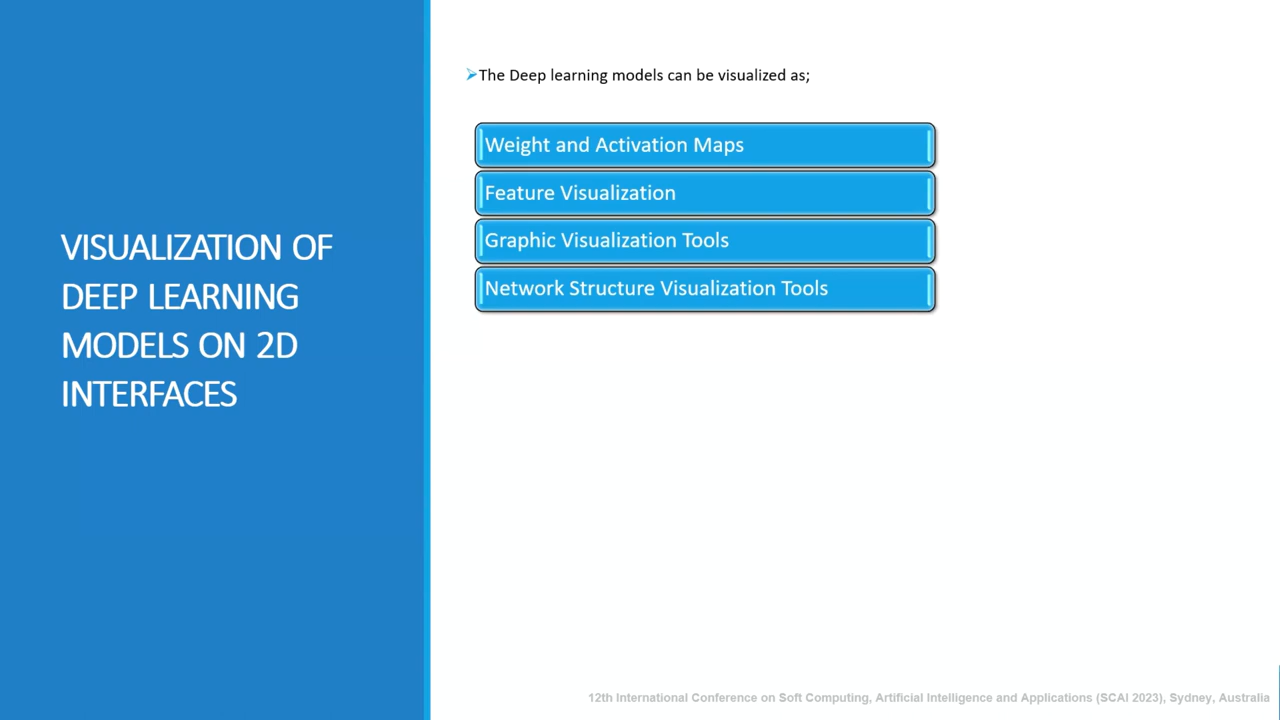 VISUALIZATION OF
DEEP LEARNING
MODELS ON 2D
INTERFACES
The Deep learning models can be visualized as;
Weight and Activation Maps
Feature Visualization
Graphic Visualization Tools
Network Structure Visualization Tools
12th International Conference on Soft Computing, Artificial Intelligence and Applications (SCAI 2023), Sydney, Australia